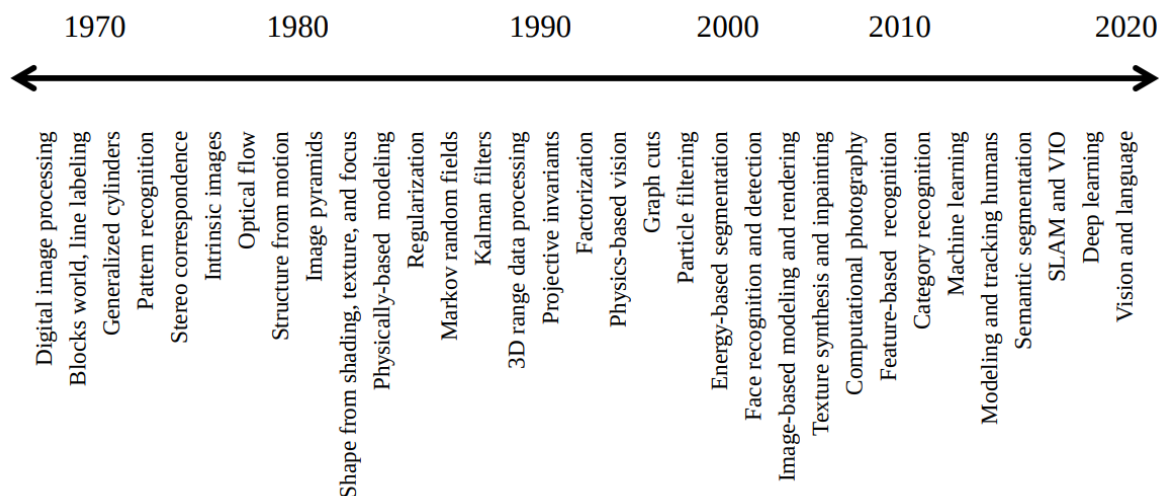 1970 1980 1990 2000 2010 2020
Digital image processing
Blocks world, line labeling
Generalized cylinders
Pattern recognition
Stereo correspondence
Intrinsic images
Optical flow
Structure from motion
Image pyramids
Shape from shading, texture, and focus
Physically-based modeling
Regularization
Markov random fields
Kalman filters
3D range data processing
Projective invariants
Factorization
Physics-based vision
Graph cuts
Particle filtering
Energy-based segmentation
Face recognition and detection
Image-based modeling and rendering
Texture synthesis and inpainting
Computational photography
Feature-based recognition
Category recognition
Machine learning
Modeling and tracking humans
Semantic segmentation
SLAM and VIO
Deep learning
Vision and language